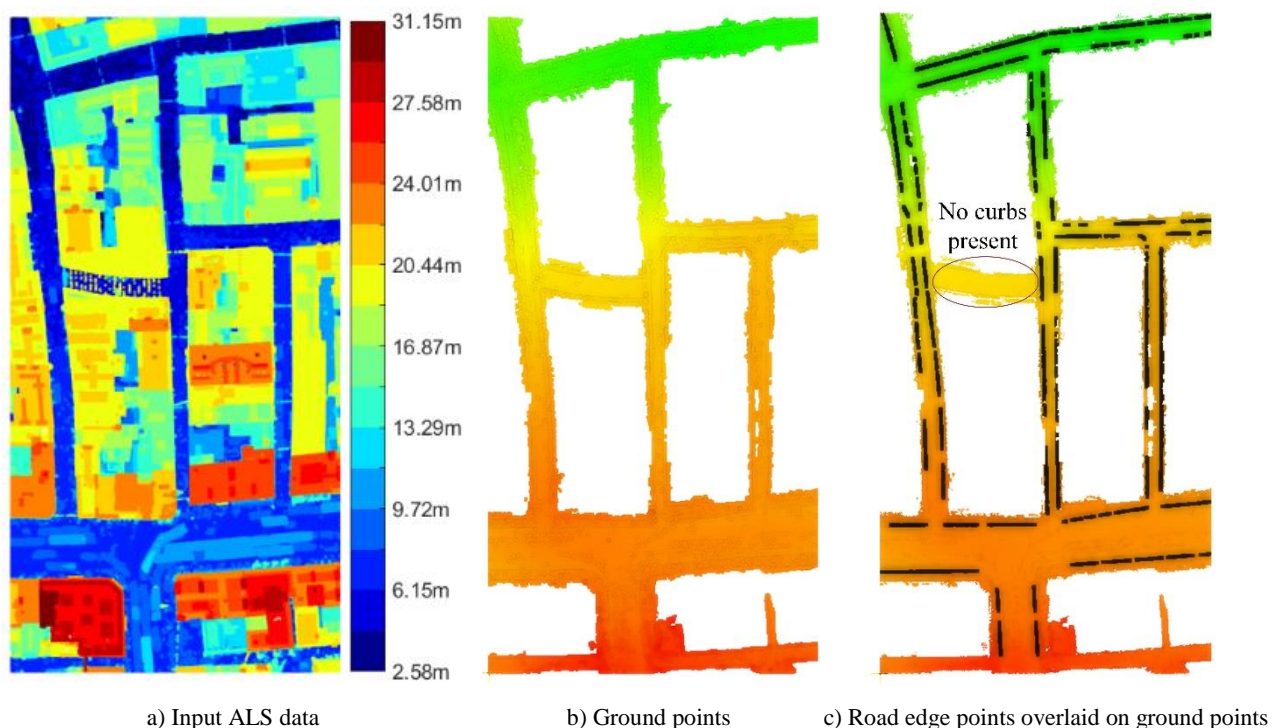 31.15m
27.58m
24.01m
20.44m
16.87m
13.29m
9.72m
6.15m
2.58m
No curbs
present
a) Input ALS data
b) Ground points
c) Road edge points overlaid on ground points